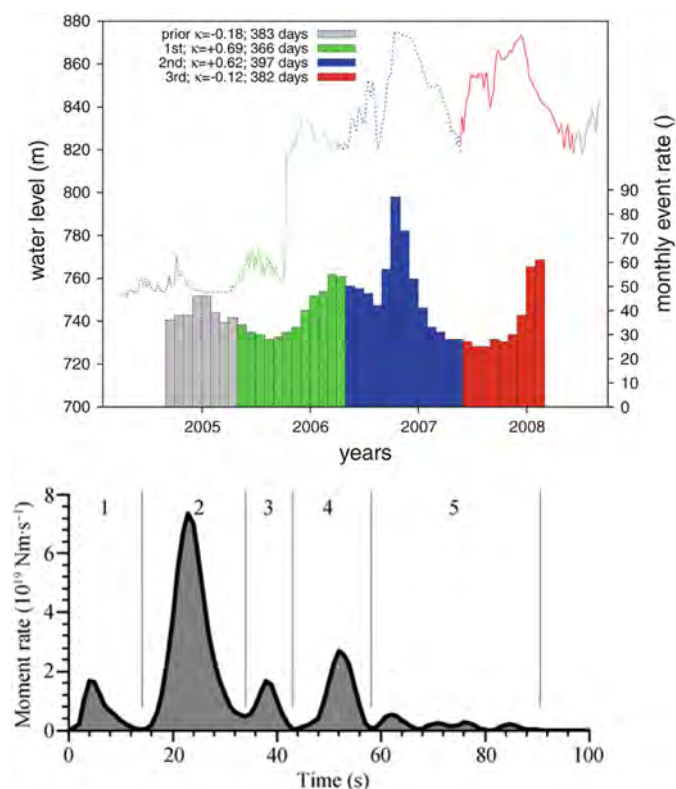 880
860
840
820
800
780
760
740
720
700
water level (m)
prior κ=-0.18; 383 days
1st; κ=+0.69; 366 days
2nd; κ=+0.62; 397 days
3rd; κ=-0.12; 382 days
90
80
70
60
50
40
30
20
10
0
monthly event rate ()
2005 2006 2007 2008
years
8
6
4
2
0
Moment rate (10¹⁹ Nm·s⁻¹)
1 2 3 4 5
0 20 40 60 80 100
Time (s)